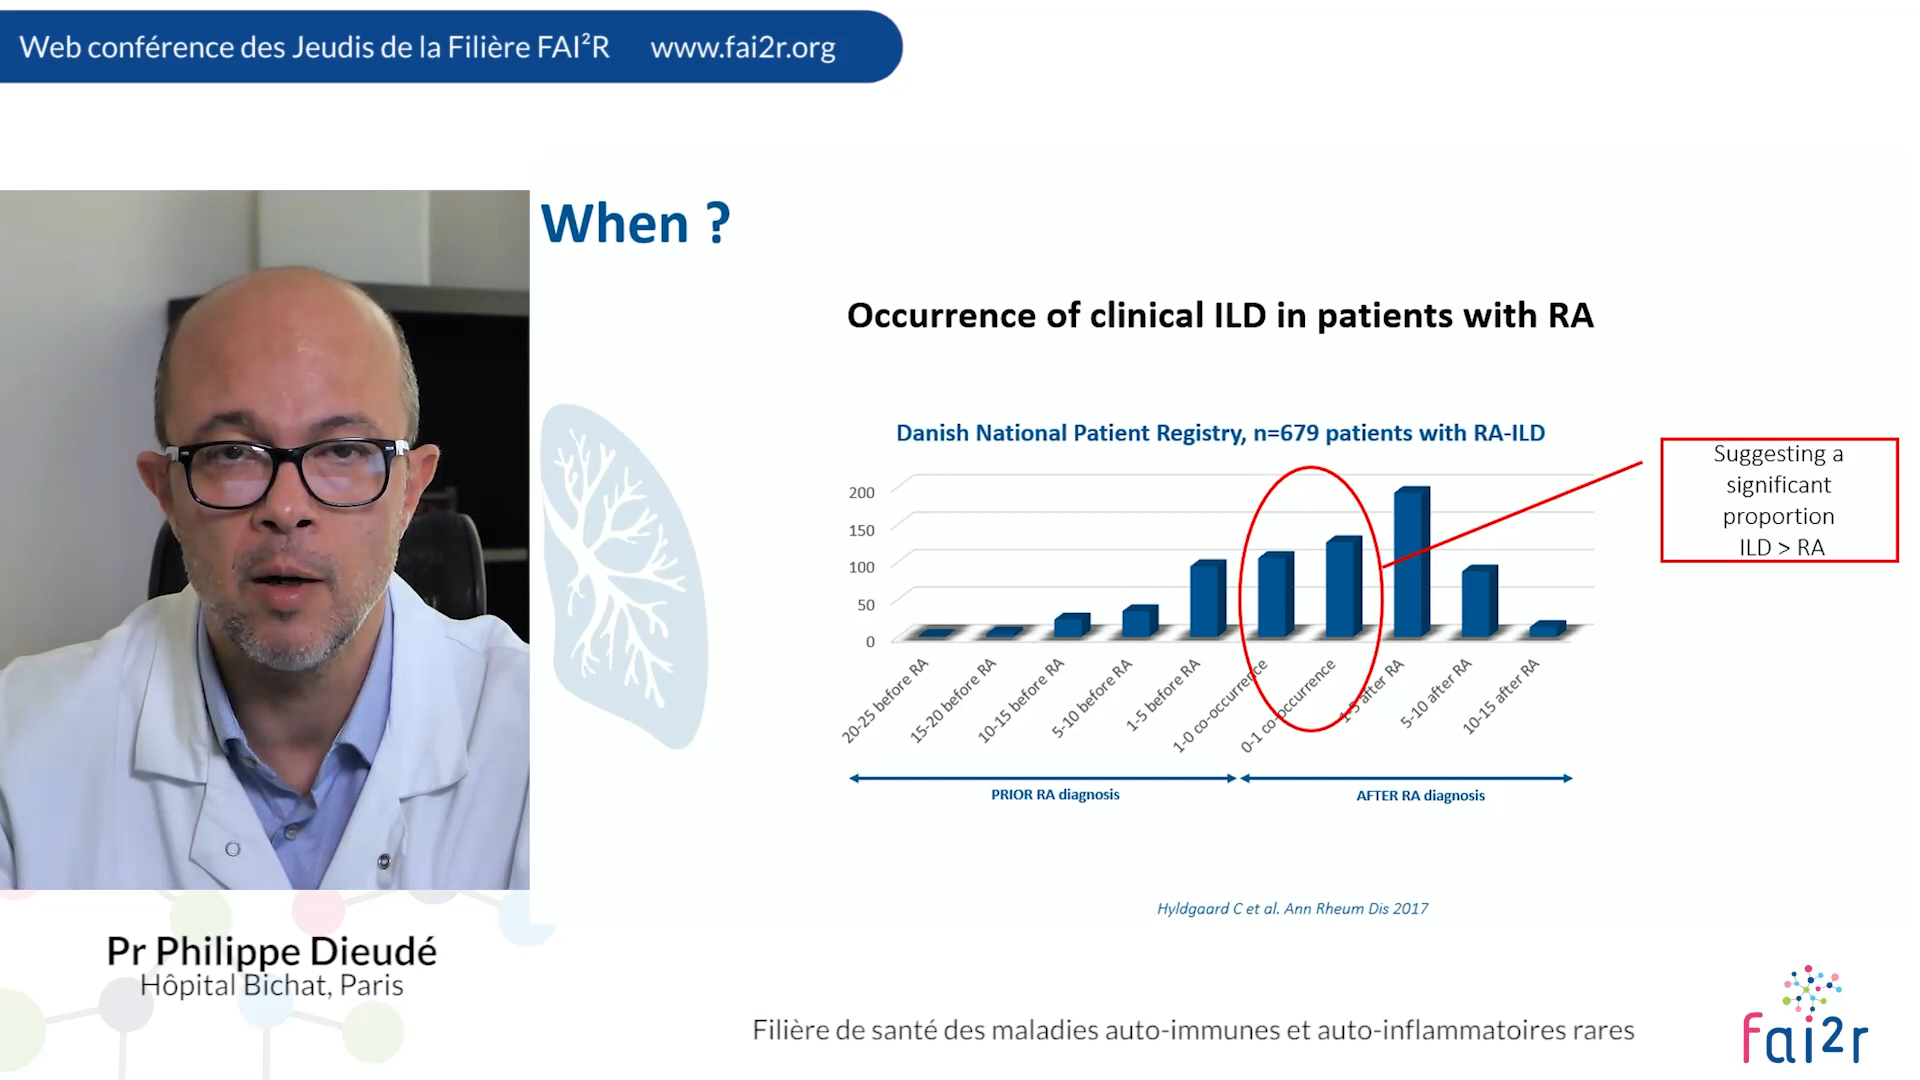 Web conférence des Jeudis de la Filière FAI²R www.fai2r.org
When ?
Occurrence of clinical ILD in patients with RA
Danish National Patient Registry, n=679 patients with RA-ILD
200
150
100
50
0
20-25 before RA
15-20 before RA
10-15 before RA
5-10 before RA
1-5 before RA
1-0 co-occurrence
0-1 co-occurrence
1-5 after RA
5-10 after RA
10-15 after RA
PRIOR RA diagnosis
AFTER RA diagnosis
Suggesting a
significant
proportion
ILD > RA
Hyldgaard C et al. Ann Rheum Dis 2017
Pr Philippe Dieudé
Hôpital Bichat, Paris
Filière de santé des maladies auto-immunes et auto-inflammatoires rares
fai2r